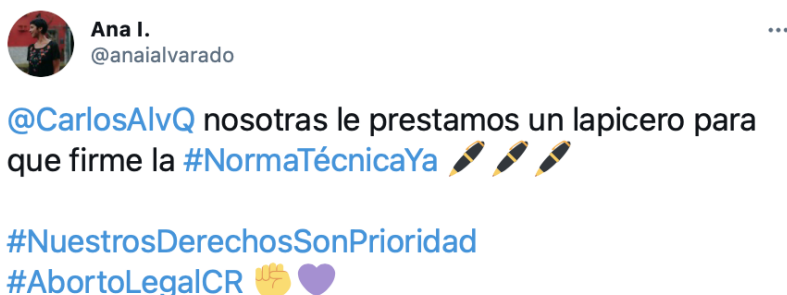 Ana I.
@anaialvarado
@CarlosAlvQ nosotras le prestamos un lapicero para
que firme la #NormaTécnicaYa 🖋️🖋️🖋️
#NuestrosDerechosSonPrioridad
#AbortoLegalCR ✊💜